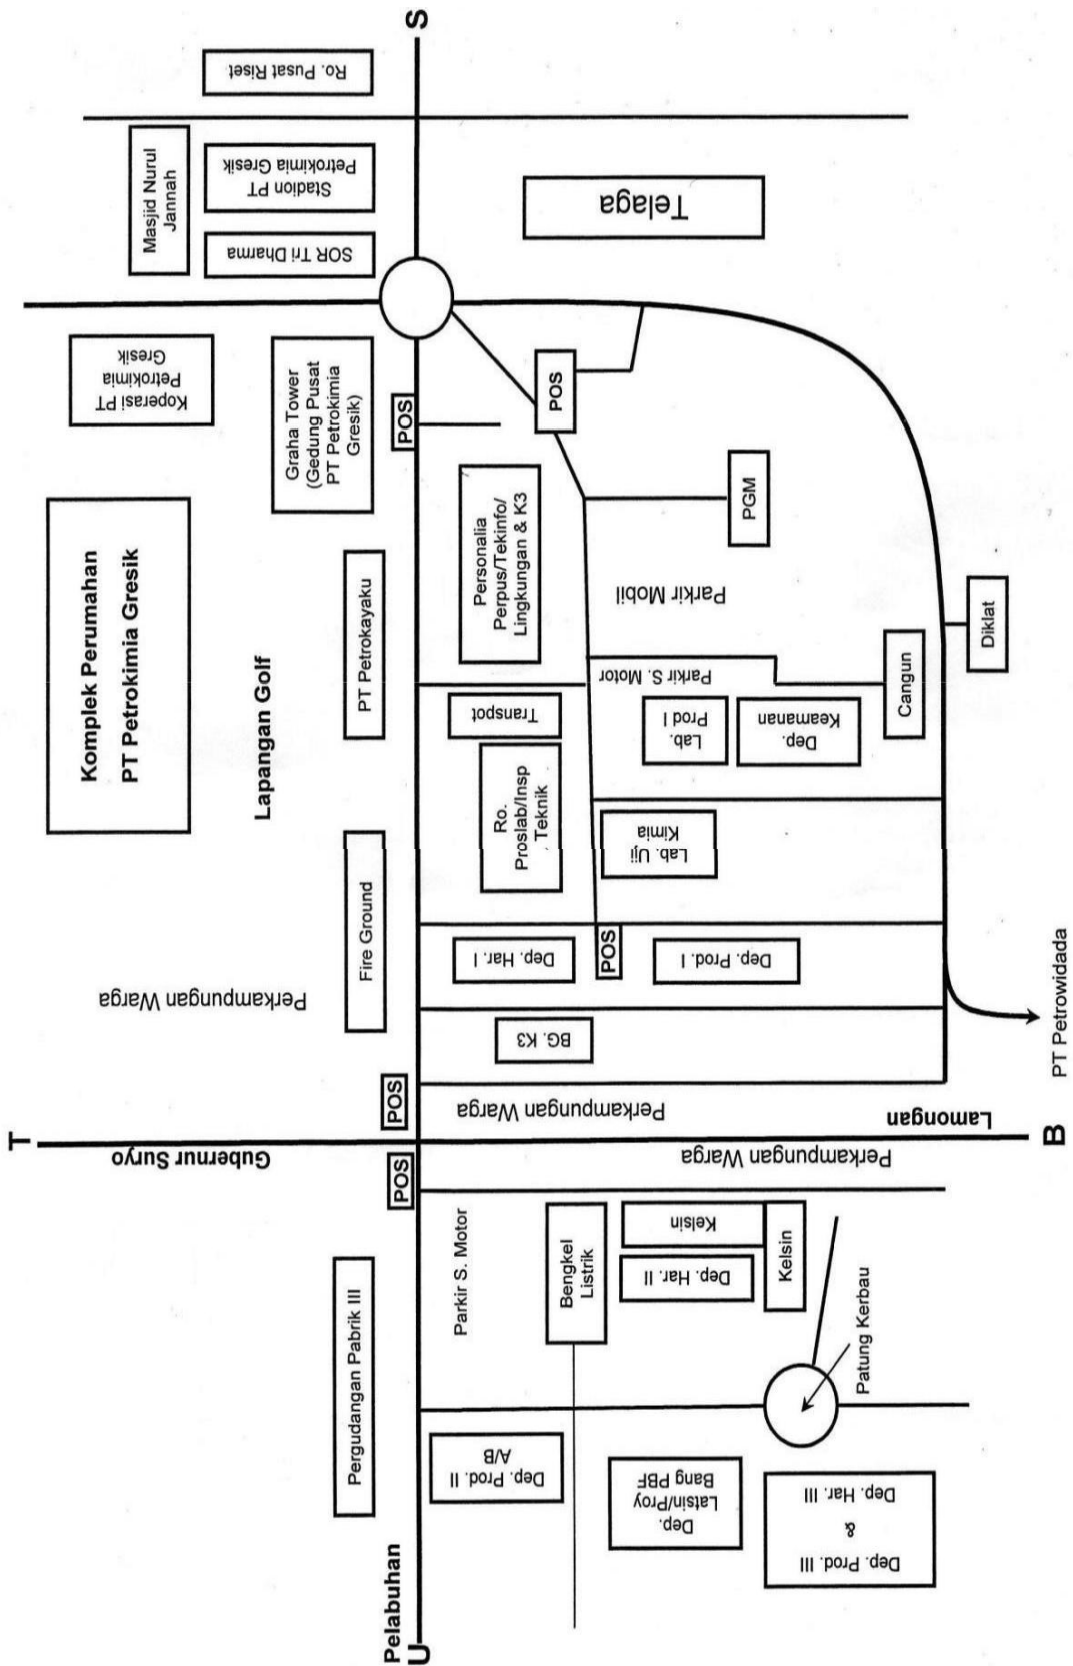 S
Ro. Pusat Riset
Masjid Nurul
Jannah
Stadion PT
Petrokimia Gresik
SOR Tri Dharma
Telaga
Koperasi PT
Petrokimia
Gresik
Graha Tower
(Gedung Pusat
PT Petrokimia
Gresik)
POS
POS
Komplek Perumahan
PT Petrokimia Gresik
Lapangan Golf
PT Petrokayaku
Personalia
Perpus/Tekinfo/
Lingkungan & K3
PGM
Parkir Mobil
Parkir S. Motor
Diklat
Cangun
Transpot
Lab.
Prod I
Dep.
Keamanan
Ro.
Proslab/Insp
Teknik
Lab. Uji
Kimia
Fire Ground
Perkampungan Warga
Dep. Har. I
POS
Dep. Prod. I
BG. K3
PT Petrowidada
POS
Perkampungan Warga
Lamongan
T
B
Gubernur Suryo
POS
Perkampungan Warga
Pergudangan Pabrik III
Parkir S. Motor
Bengkel
Listrik
Kelsin
Dep. Har. II
Kelsin
Patung Kerbau
Dep. Prod. II
A/B
Dep.
Latsin/Proy
Bang PBF
Dep. Prod. III
&
Dep. Har. III
Pelabuhan
U